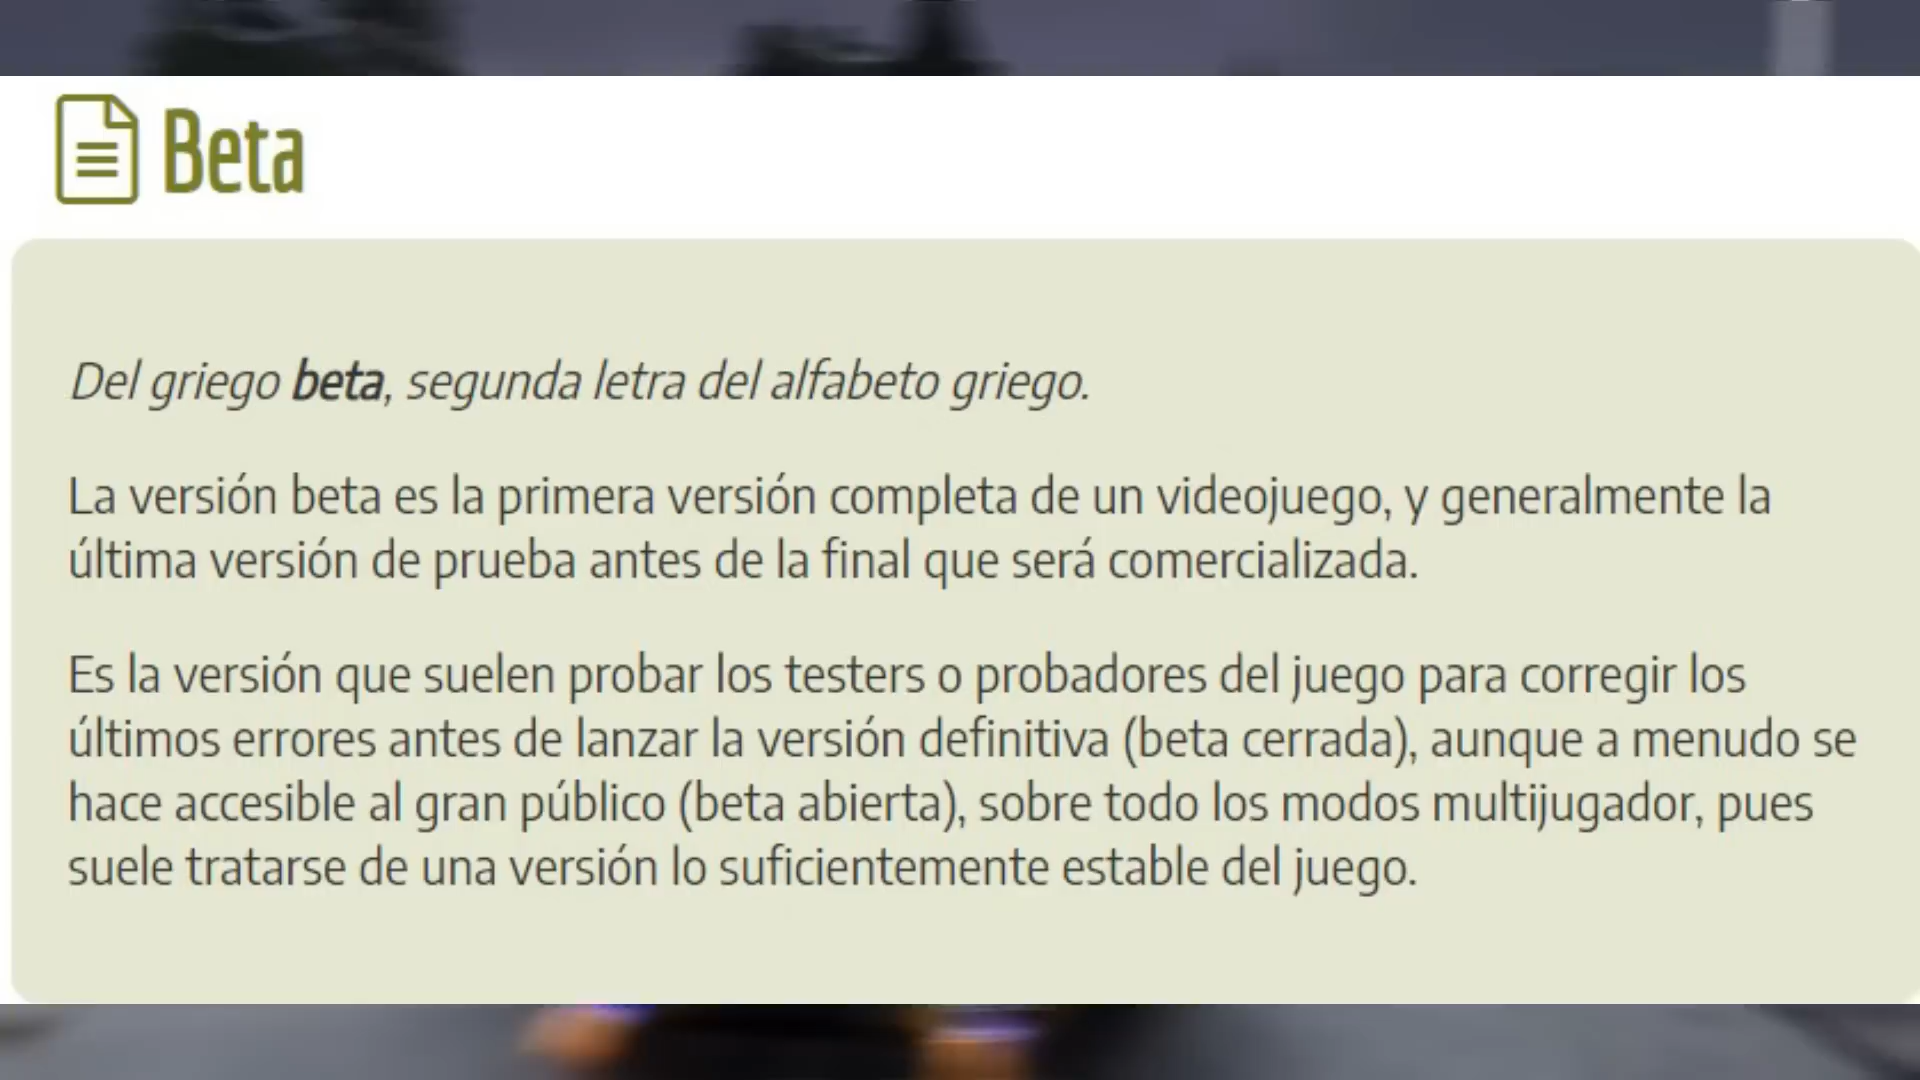 Beta
Del griego beta, segunda letra del alfabeto griego.
La versión beta es la primera versión completa de un videojuego, y generalmente la
última versión de prueba antes de la final que será comercializada.
Es la versión que suelen probar los testers o probadores del juego para corregir los
últimos errores antes de lanzar la versión definitiva (beta cerrada), aunque a menudo se
hace accesible al gran público (beta abierta), sobre todo los modos multijugador, pues
suele tratarse de una versión lo suficientemente estable del juego.